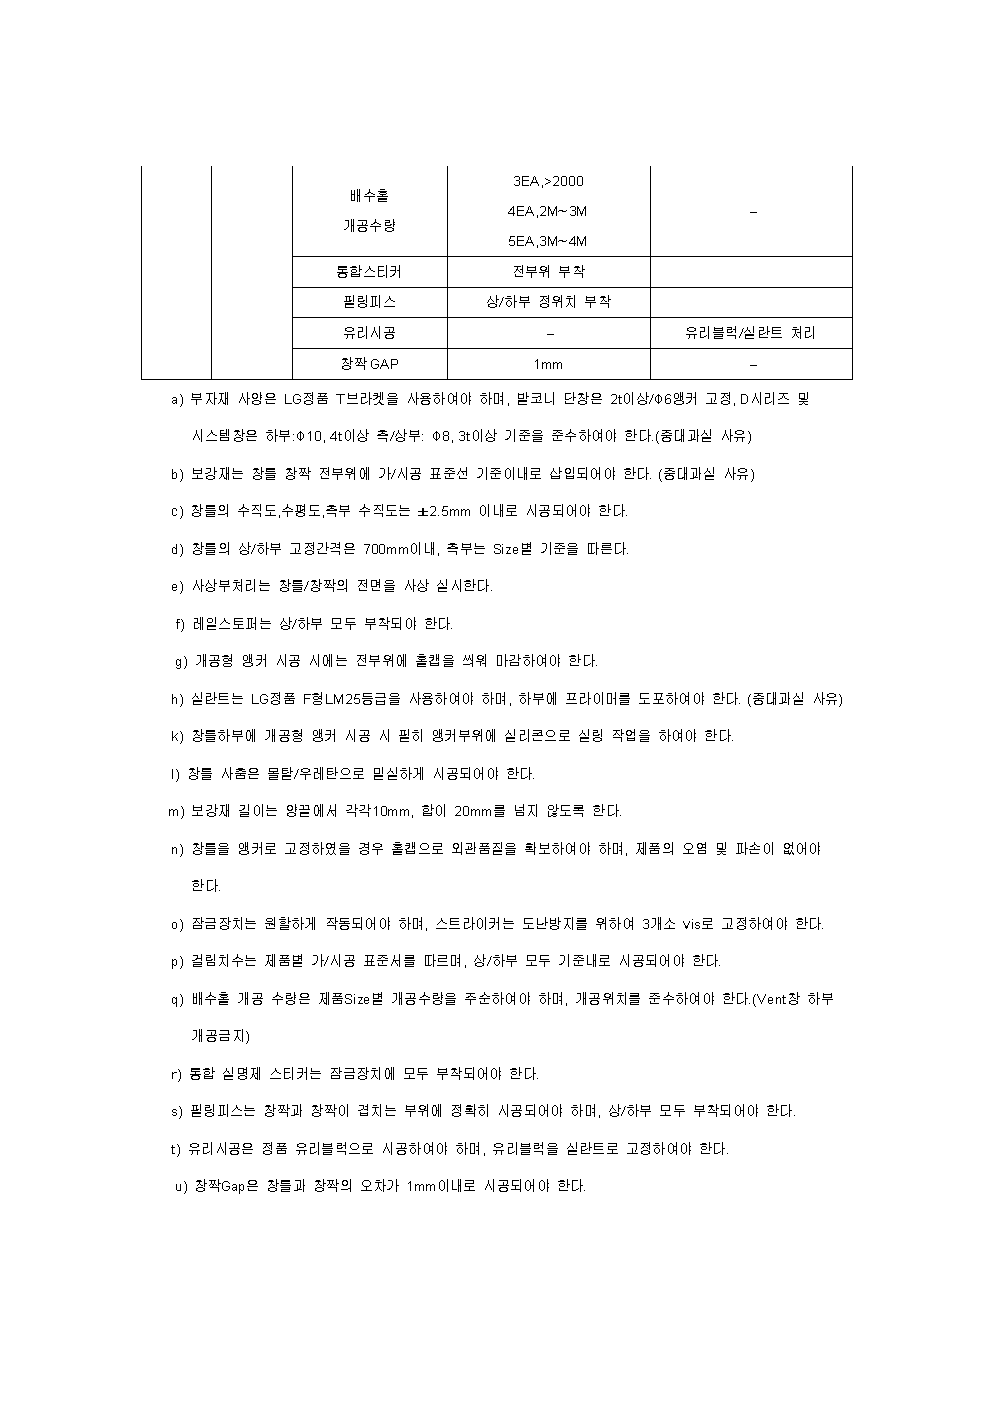 배수홀
개공수량
3EA,>2000
4EA,2M~3M
5EA,3M~4M
–
통합스티커 전부위 부착
필링피스 상/하부 정위치 부착
유리시공 – 유리블럭/실란트 처리
창짝 GAP 1mm –
a) 부자재 사양은 LG정품 T브라켓을 사용하여야 하며, 발코니 단창은 2t이상/Φ6앵커 고정, D시리즈 및
시스템창은 하부:Φ10, 4t이상 측/상부: Φ8, 3t이상 기준을 준수하여야 한다.(중대과실 사유)
b) 보강재는 창틀 창짝 전부위에 가/시공 표준선 기준이내로 삽입되어야 한다. (중대과실 사유)
c) 창틀의 수직도,수평도,측부 수직도는 ±2.5mm 이내로 시공되어야 한다.
d) 창틀의 상/하부 고정간격은 700mm이내, 측부는 Size별 기준을 따른다.
e) 사상부처리는 창틀/창짝의 전면을 사상 실시한다.
f) 레일스토퍼는 상/하부 모두 부착되야 한다.
g) 개공형 앵커 시공 시에는 전부위에 홀캡을 씌워 마감하여야 한다.
h) 실란트는 LG정품 F형LM25등급을 사용하여야 하며, 하부에 프라이머를 도포하여야 한다. (중대과실 사유)
k) 창틀하부에 개공형 앵커 시공 시 필히 앵커부위에 실리콘으로 실링 작업을 하여야 한다.
l) 창틀 사춤은 몰탈/우레탄으로 밀실하게 시공되어야 한다.
m) 보강재 길이는 양끝에서 각각10mm, 합이 20mm를 넘지 않도록 한다.
n) 창틀을 앵커로 고정하였을 경우 홀캡으로 외관품질을 확보하여야 하며, 제품의 오염 및 파손이 없어야
한다.
o) 잠금장치는 원할하게 작동되어야 하며, 스트라이커는 도난방지를 위하여 3개소 vis로 고정하여야 한다.
p) 걸림치수는 제품별 가/시공 표준서를 따르며, 상/하부 모두 기준내로 시공되어야 한다.
q) 배수홀 개공 수량은 제품Size별 개공수량을 주순하여야 하며, 개공위치를 준수하여야 한다.(Vent창 하부
개공금지)
r) 통합 실명제 스티커는 잠금장치에 모두 부착되어야 한다.
s) 필링피스는 창짝과 창짝이 겹치는 부위에 정확히 시공되어야 하며, 상/하부 모두 부착되어야 한다.
t) 유리시공은 정품 유리블럭으로 시공하여야 하며, 유리블럭을 실란트로 고정하여야 한다.
u) 창짝Gap은 창틀과 창짝의 오차가 1mm이내로 시공되어야 한다.